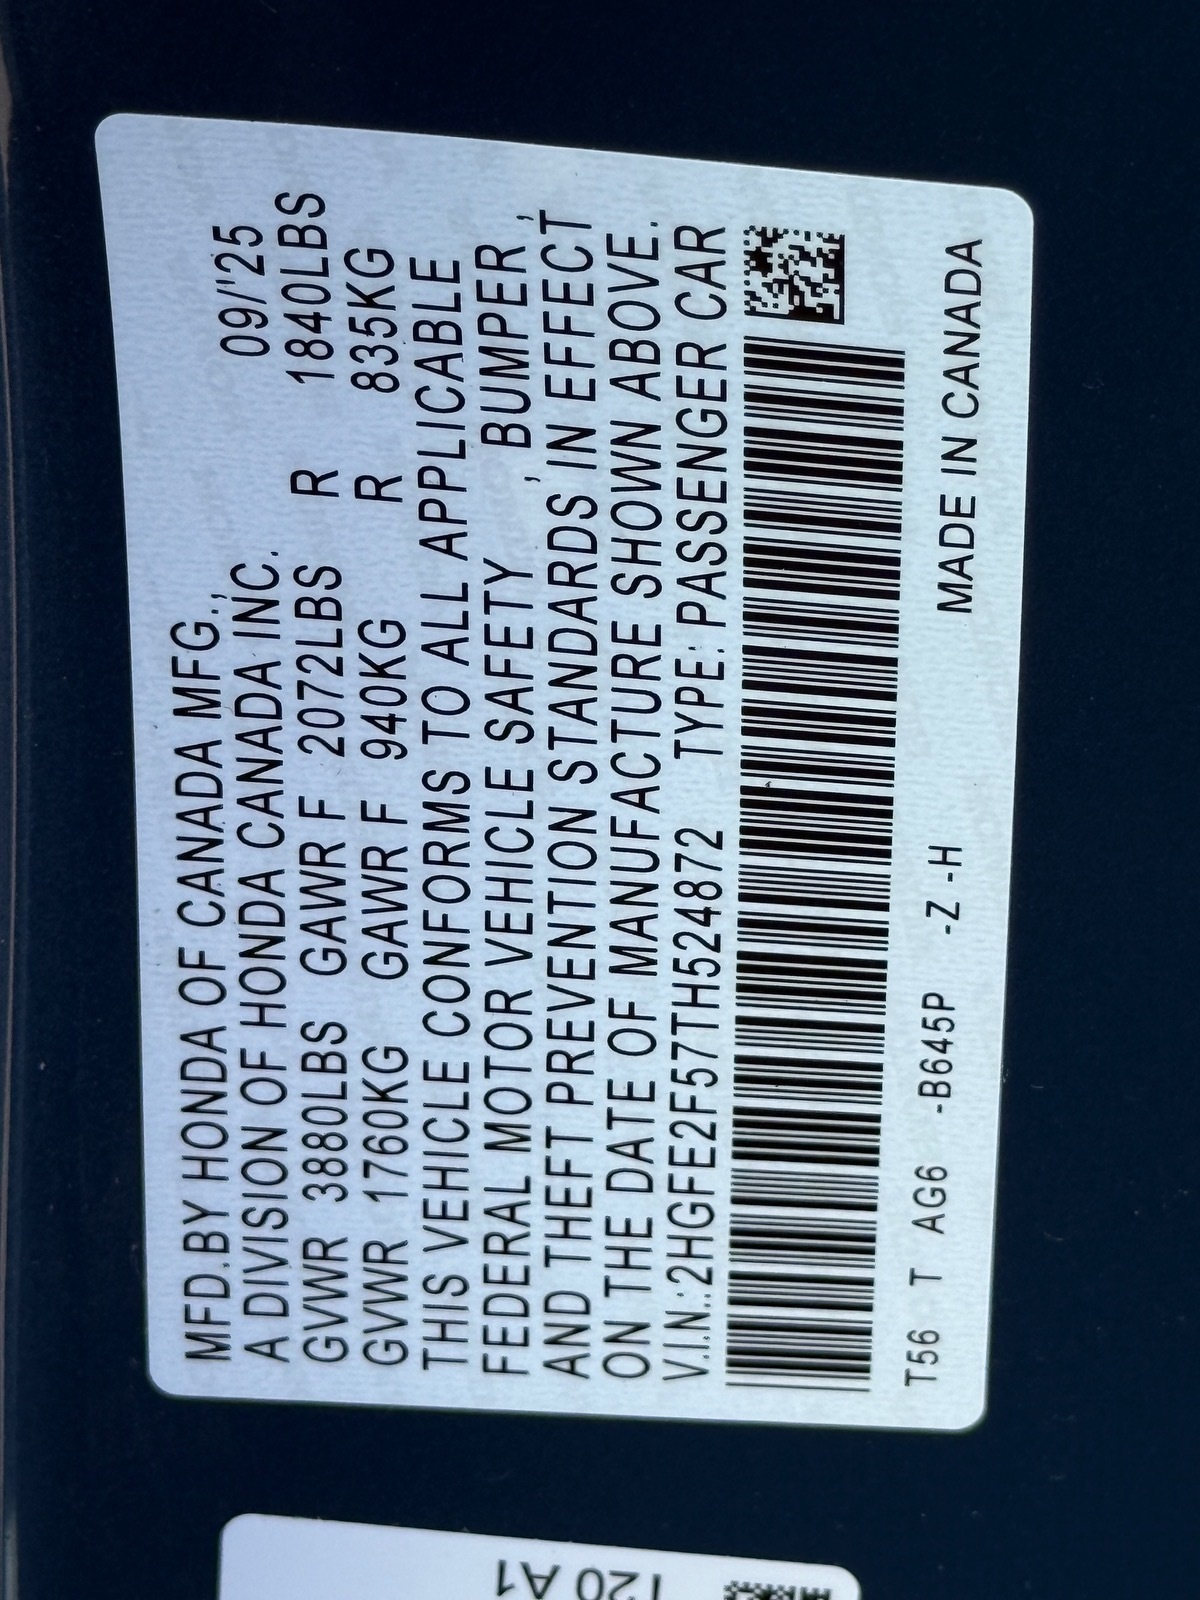 MFD.BY HONDA OF CANADA MFG.,
A DIVISION OF HONDA CANADA INC. 09/'25
GVWR 3880LBS GAWR F 2072LBS R 1840LBS
GVWR 1760KG GAWR F 940KG R 835KG
THIS VEHICLE CONFORMS TO ALL APPLICABLE
FEDERAL MOTOR VEHICLE SAFETY , BUMPER ,
AND THEFT PREVENTION STANDARDS IN EFFECT
ON THE DATE OF MANUFACTURE SHOWN ABOVE.
V.I.N.:2HGFE2F57TH524872 TYPE: PASSENGER CAR
T56 T AG6 -B645P -Z -H MADE IN CANADA
T20 A1